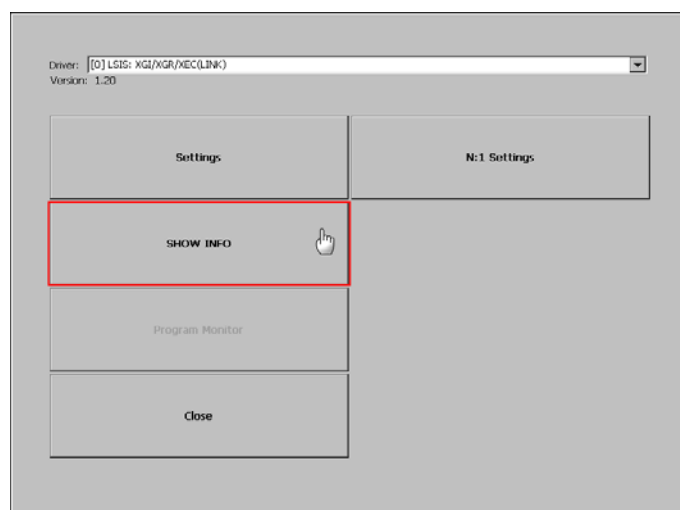 Driver: [0] LSIS: XGI/XGR/XEC(LINK)
Version: 1.20
Settings
N:1 Settings
SHOW INFO
Program Monitor
Close